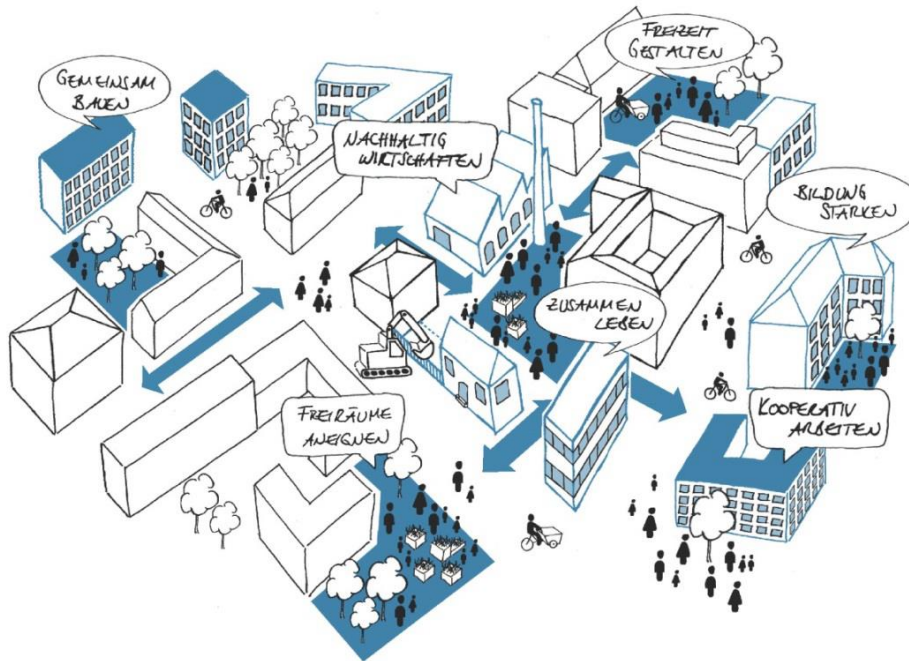 FREIZEIT
GESTALTEN
GEMEINSAM
BAUEN
NACHHALTIG
WIRTSCHAFTEN
BILDUNG
STÄRKEN
ZUSAMMEN
LEBEN
FREIRÄUME
ANEIGNEN
KOOPERATIV
ARBEITEN